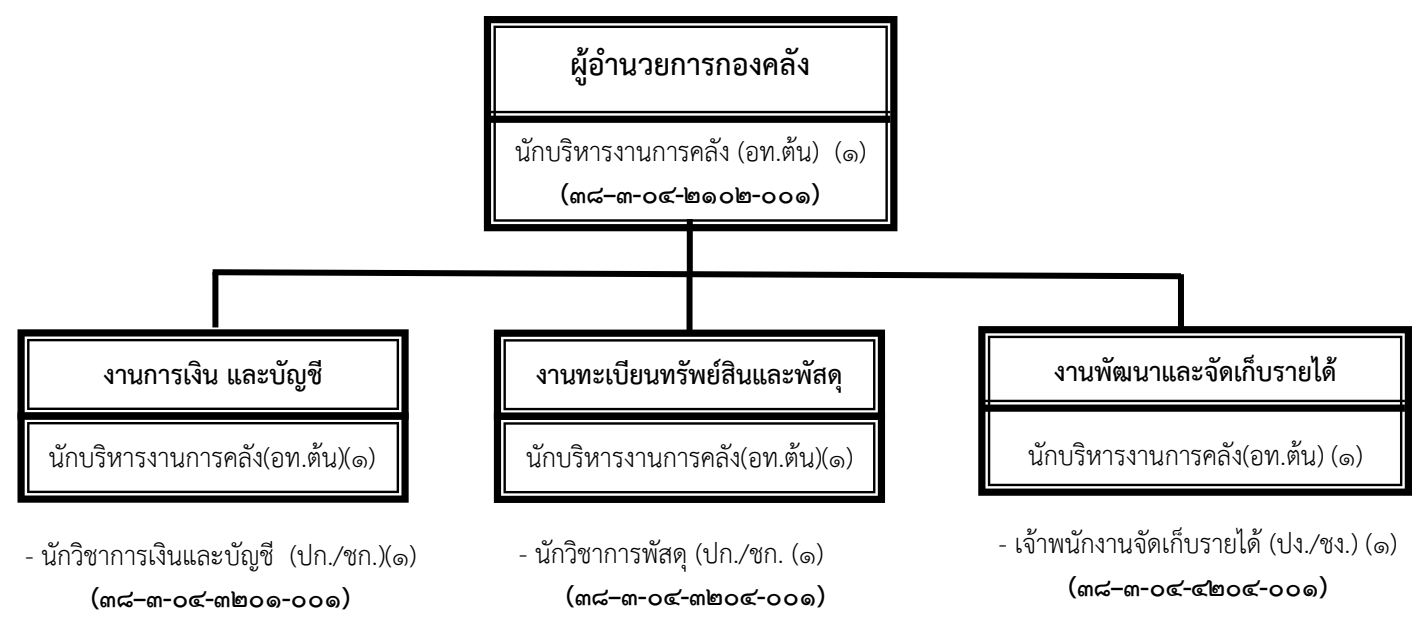 ผู้อำนวยการกองคลัง
นักบริหารงานการคลัง (อท.ต้น) (๑)
(๓๘–๓-๐๔-๒๑๐๒-๐๐๑)
งานการเงิน และบัญชี
นักบริหารงานการคลัง(อท.ต้น)(๑)
- นักวิชาการเงินและบัญชี (ปก./ชก.)(๑)
(๓๘–๓-๐๔-๓๒๐๑-๐๐๑)
งานทะเบียนทรัพย์สินและพัสดุ
นักบริหารงานการคลัง(อท.ต้น)(๑)
- นักวิชาการพัสดุ (ปก./ชก. (๑)
(๓๘–๓-๐๔-๓๒๐๔-๐๐๑)
งานพัฒนาและจัดเก็บรายได้
นักบริหารงานการคลัง(อท.ต้น) (๑)
- เจ้าพนักงานจัดเก็บรายได้ (ปง./ชง.) (๑)
(๓๘–๓-๐๔-๔๒๐๔-๐๐๑)